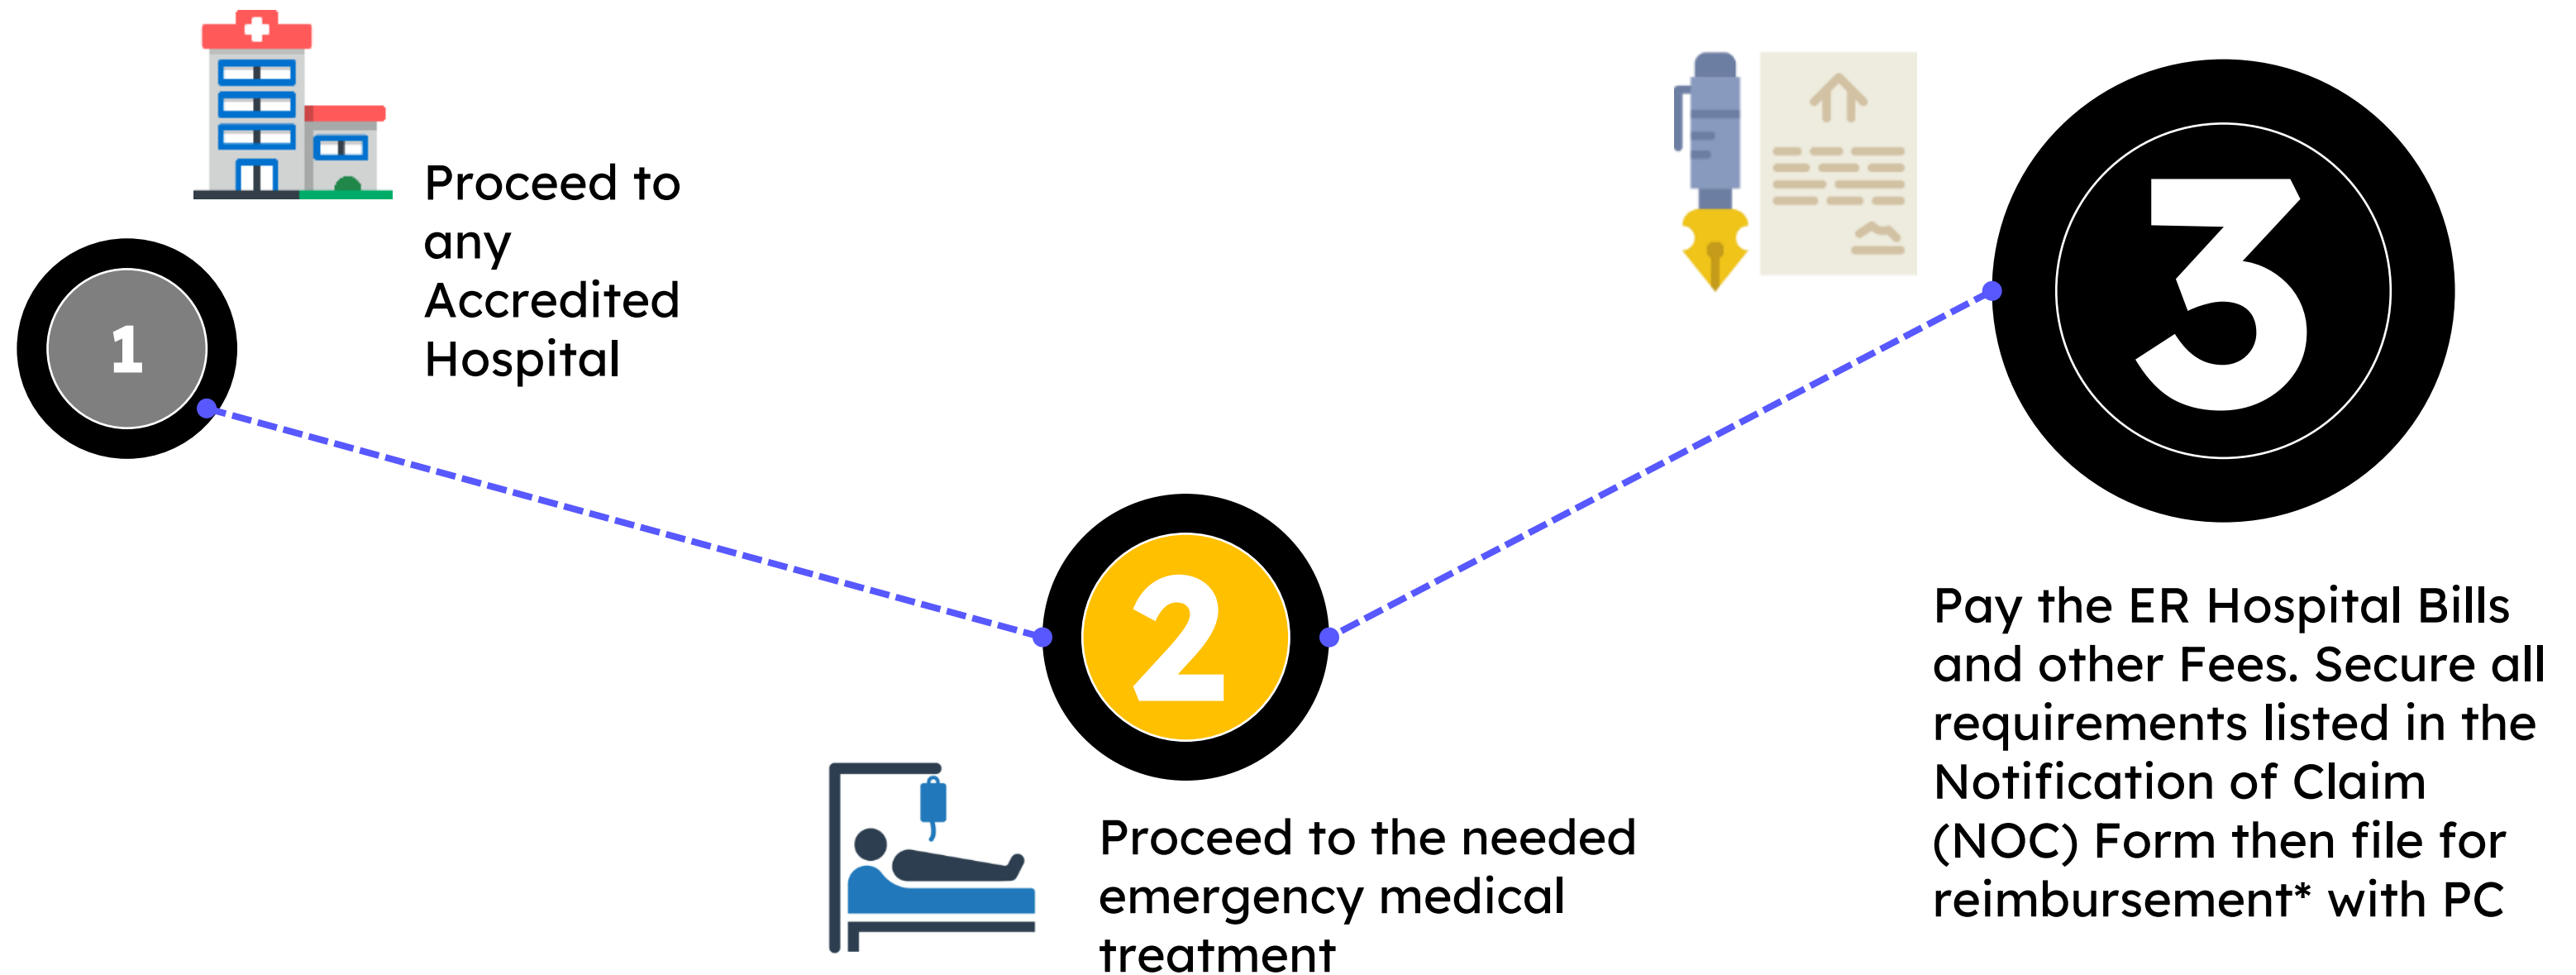 1
Proceed to
any
Accredited
Hospital
2
Proceed to the needed
emergency medical
treatment
3
Pay the ER Hospital Bills
and other Fees. Secure all
requirements listed in the
Notification of Claim
(NOC) Form then file for
reimbursement* with PC